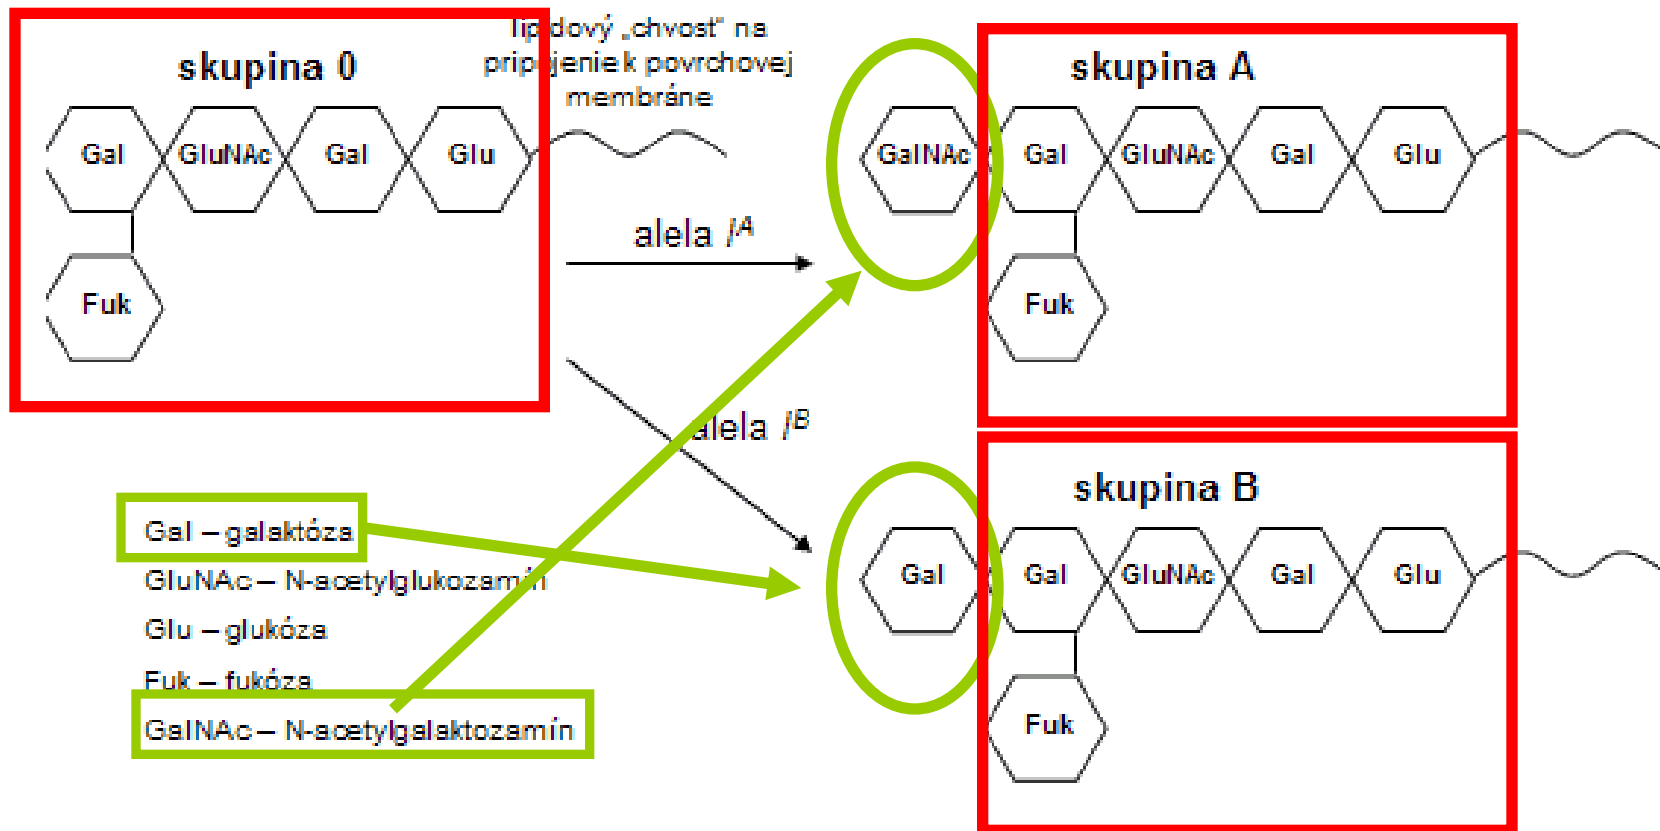 skupina 0
lipidový „chvost“ na
pripojenie k povrchovej
membráne
Gal GluNAc Gal Glu
Fuk
alela Iᴬ
alela Iᴮ
skupina A
GalNAc Gal GluNAc Gal Glu
Fuk
skupina B
Gal Gal GluNAc Gal Glu
Fuk
Gal – galaktóza
GluNAc – N-acetylglukozamín
Glu – glukóza
Fuk – fukóza
GalNAc – N-acetylgalaktozamín